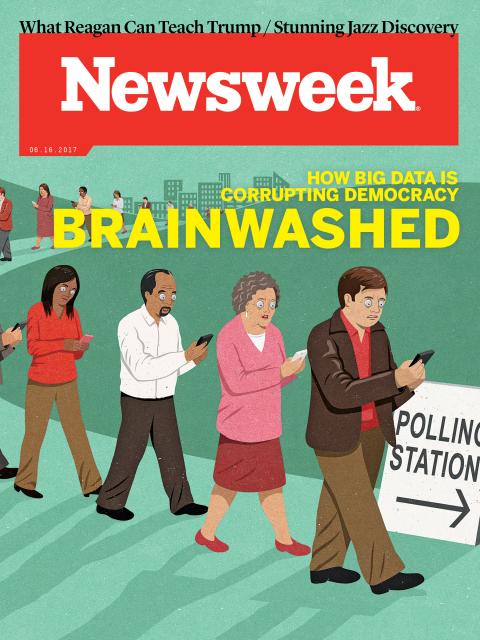 What Reagan Can Teach Trump / Stunning Jazz Discovery
Newsweek
06.16.2017
HOW BIG DATA IS
CORRUPTING DEMOCRACY
BRAINWASHED
POLLING
STATION